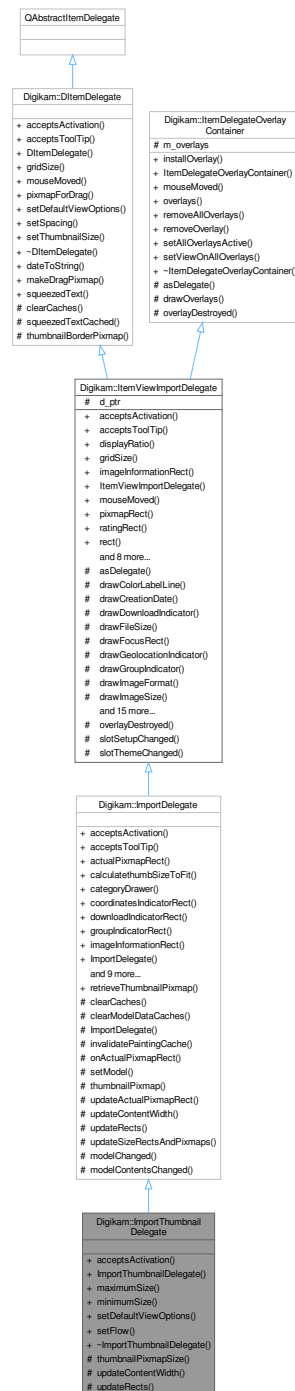 QAbstractItemDelegate
Digikam::DItemDelegate
+ acceptsActivation()
+ acceptsToolTip()
+ DItemDelegate()
+ gridSize()
+ mouseMoved()
+ pixmapForDrag()
+ setDefaultViewOptions()
+ setSpacing()
+ setThumbnailSize()
+ ~DItemDelegate()
+ dateToString()
+ makeDragPixmap()
+ squeezedText()
# clearCaches()
# squeezedTextCached()
# thumbnailBorderPixmap()
Digikam::ItemDelegateOverlay
Container
# m_overlays
+ installOverlay()
+ ItemDelegateOverlayContainer()
+ mouseMoved()
+ overlays()
+ removeAllOverlays()
+ removeOverlay()
+ setAllOverlaysActive()
+ setViewOnAllOverlays()
+ ~ItemDelegateOverlayContainer()
# asDelegate()
# drawOverlays()
# overlayDestroyed()
Digikam::ItemViewImportDelegate
# d_ptr
+ acceptsActivation()
+ acceptsToolTip()
+ displayRatio()
+ gridSize()
+ imageInformationRect()
+ ItemViewImportDelegate()
+ mouseMoved()
+ pixmapRect()
+ ratingRect()
+ rect()
and 8 more...
# asDelegate()
# drawColorLabelLine()
# drawCreationDate()
# drawDownloadIndicator()
# drawFileSize()
# drawFocusRect()
# drawGeolocationIndicator()
# drawGroupIndicator()
# drawImageFormat()
# drawImageSize()
and 15 more...
# overlayDestroyed()
# slotSetupChanged()
# slotThemeChanged()
Digikam::ImportDelegate
+ acceptsActivation()
+ acceptsToolTip()
+ actualPixmapRect()
+ calculatethumbSizeToFit()
+ categoryDrawer()
+ coordinatesIndicatorRect()
+ downloadIndicatorRect()
+ groupIndicatorRect()
+ imageInformationRect()
+ ImportDelegate()
and 9 more...
+ retrieveThumbnailPixmap()
# clearCaches()
# clearModelDataCaches()
# ImportDelegate()
# invalidatePaintingCache()
# onActualPixmapRect()
# setModel()
# thumbnailPixmap()
# updateActualPixmapRect()
# updateContentWidth()
# updateRects()
# updateSizeRectsAndPixmaps()
# modelChanged()
# modelContentsChanged()
Digikam::ImportThumbnail
Delegate
+ acceptsActivation()
+ ImportThumbnailDelegate()
+ maximumSize()
+ minimumSize()
+ setDefaultViewOptions()
+ setFlow()
+ ~ImportThumbnailDelegate()
# thumbnailPixmapSize()
# updateContentWidth()
# updateRects()